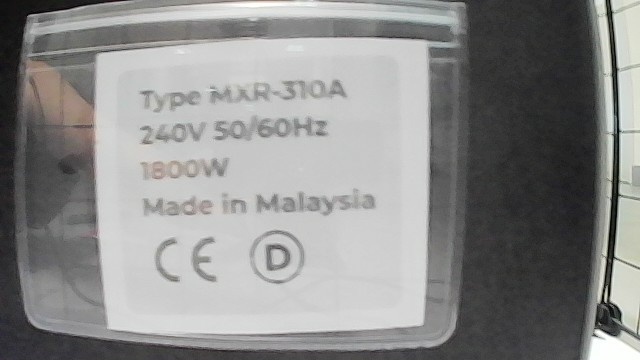 Type MXR-310A
240V 50/60Hz
1800W
Made in Malaysia
CE D